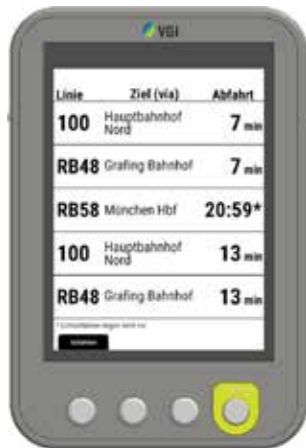 VGI
Linie Ziel (via) Abfahrt
100 Hauptbahnhof Nord 7 min
RB48 Grafing Bahnhof 7 min
RB58 München Hbf 20:59*
100 Hauptbahnhof Nord 13 min
RB48 Grafing Bahnhof 13 min